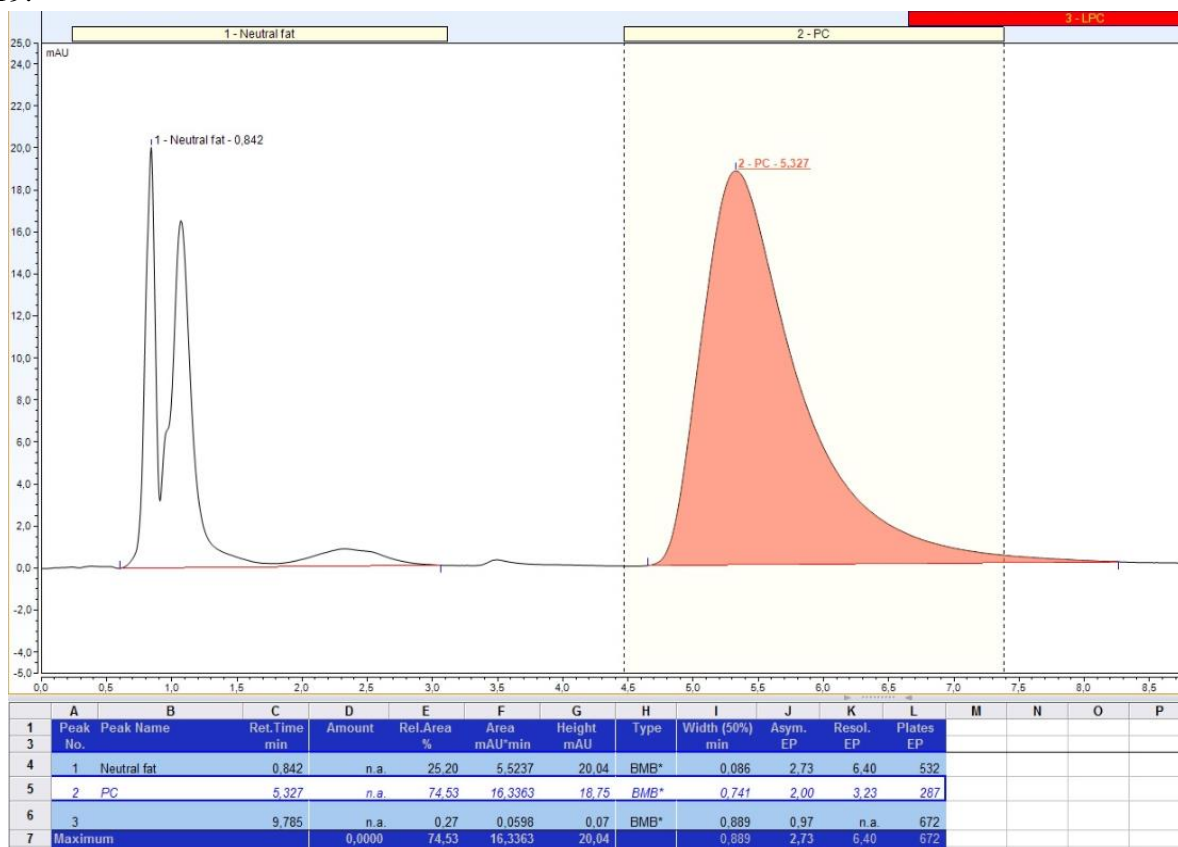 3 - LPC
1 - Neutral fat
2 - PC
mAU
25,0
24,0
22,0
20,0
18,0
16,0
14,0
12,0
10,0
8,0
6,0
4,0
2,0
0,0
-2,0
-4,0
-5,0
1 - Neutral fat - 0,842
2 - PC - 5,327
0,0 0,5 1,0 1,5 2,0 2,5 3,0 3,5 4,0 4,5 5,0 5,5 6,0 6,5 7,0 7,5 8,0 8,5
A B C D E F G H I J K L M N O P
1 Peak Peak Name Ret.Time Amount Rel.Area Area Height Type Width (50%) Asym. Resol. Plates
3 No. min % mAU*min mAU min EP EP EP
4 1 Neutral fat 0,842 n.a. 25,20 5,5237 20,04 BMB* 0,086 2,73 6,40 532
5 2 PC 5,327 n.a. 74,53 16,3363 18,75 BMB* 0,741 2,00 3,23 287
6 3 9,785 n.a. 0,27 0,0598 0,07 BMB* 0,889 0,97 n.a. 672
7 Maximum 0,0000 74,53 16,3363 20,04 0,889 2,73 6,40 672